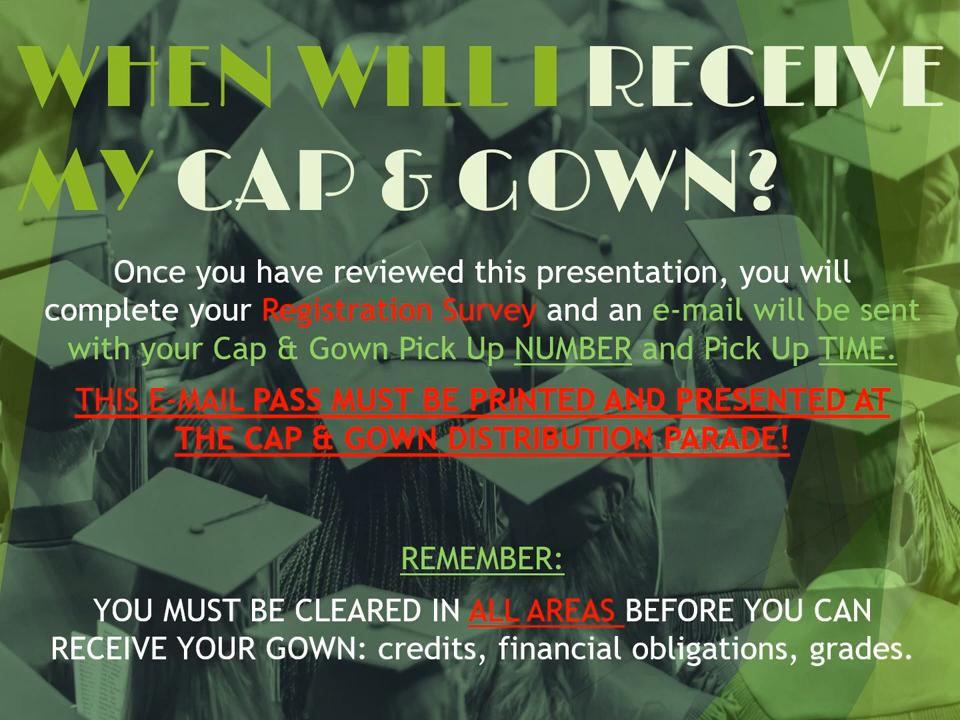 WHEN WILL I RECEIVE
MY CAP & GOWN?
Once you have reviewed this presentation, you will
complete your Registration Survey and an e-mail will be sent
with your Cap & Gown Pick Up NUMBER and Pick Up TIME.
THIS E-MAIL PASS MUST BE PRINTED AND PRESENTED AT
THE CAP & GOWN DISTRIBUTION PARADE!
REMEMBER:
YOU MUST BE CLEARED IN ALL AREAS BEFORE YOU CAN
RECEIVE YOUR GOWN: credits, financial obligations, grades.